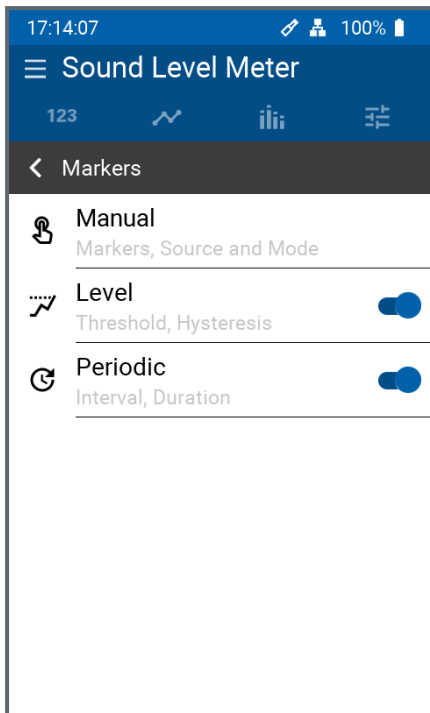 17:14:07 100%
Sound Level Meter
123
Markers
Manual
Markers, Source and Mode
Level
Threshold, Hysteresis
Periodic
Interval, Duration